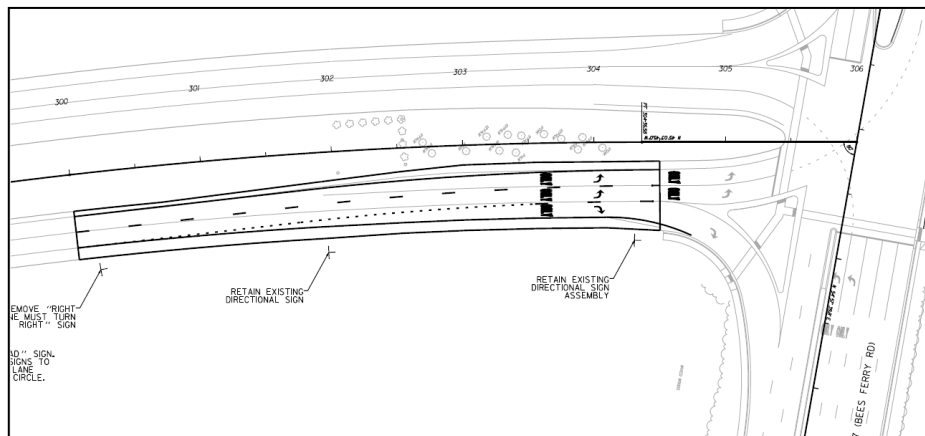 300
301
302
303
304
305
306
EMOVE "RIGHT
NE MUST TURN
RIGHT" SIGN
AD" SIGN.
SIGNS TO
LANE
CIRCLE.
RETAIN EXISTING
DIRECTIONAL SIGN
RETAIN EXISTING
DIRECTIONAL SIGN
ASSEMBLY
ONLY
(BEES FERRY RD)